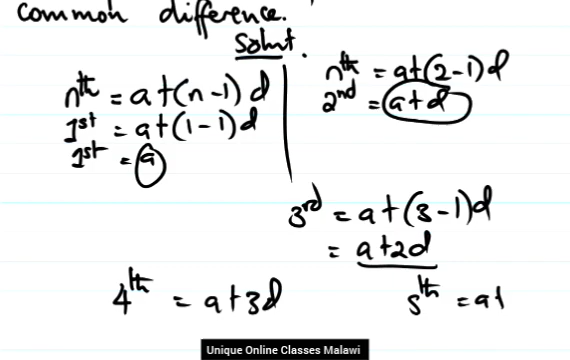 common difference.
Solut.
nth = a+(n-1)d
1st = a+(1-1)d
1st = a
nth = a+(2-1)d
2nd = a+d
3rd = a+(3-1)d
= a+2d
4th = a+3d
5th = a+
Unique Online Classes Malawi